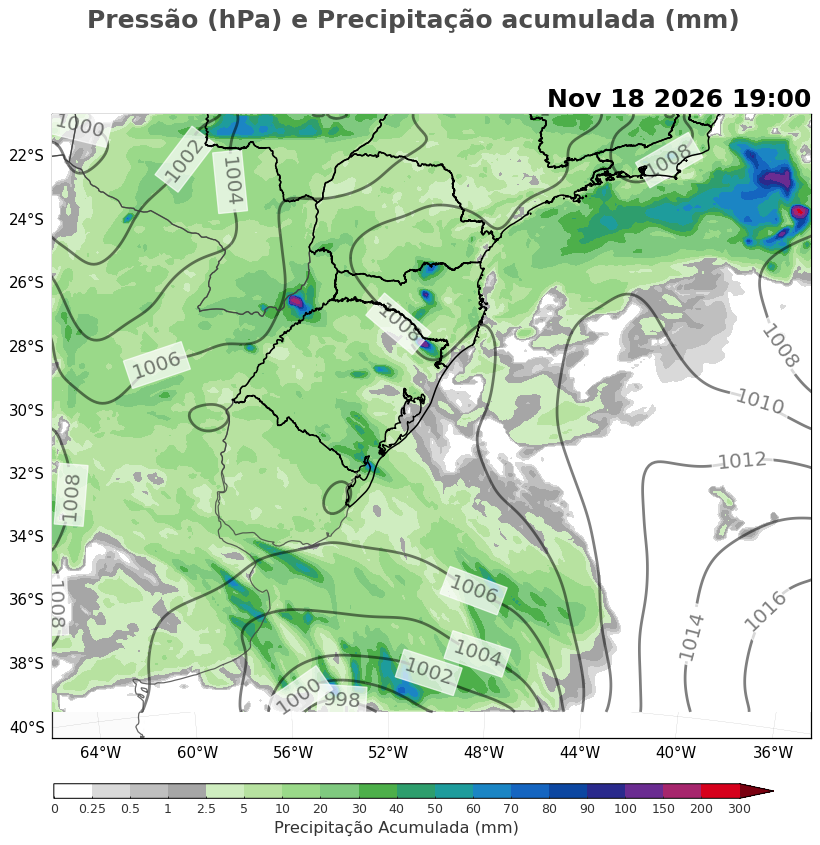 Pressão (hPa) e Precipitação acumulada (mm)
Nov 18 2026 19:00
1000
1002
1004
1008
22°S
24°S
26°S
28°S
30°S
32°S
34°S
36°S
38°S
40°S
1008
1006
1008
1010
1012
1008
1008
1006
1014
1016
1004
1002
1000
998
64°W 60°W 56°W 52°W 48°W 44°W 40°W 36°W
0 0.25 0.5 1 2.5 5 10 20 30 40 50 60 70 80 90 100 150 200 300
Precipitação Acumulada (mm)